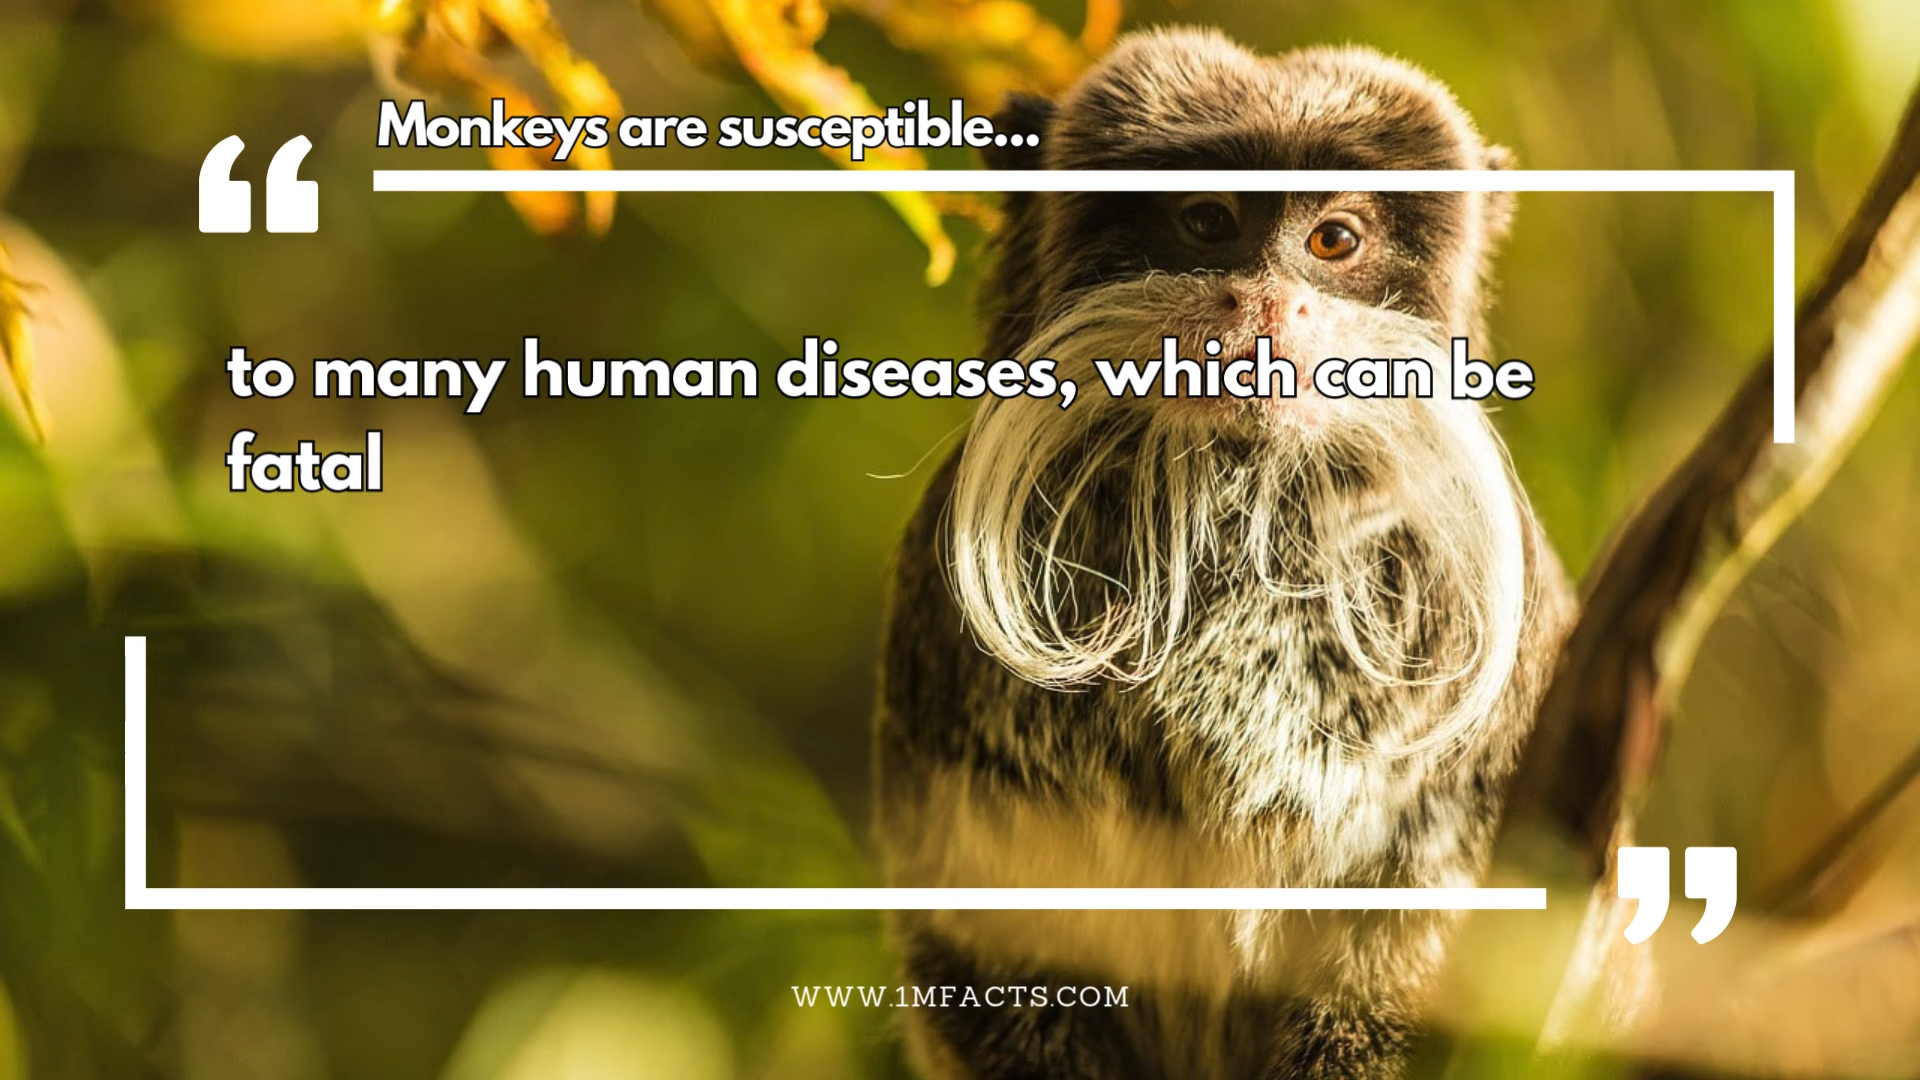 Monkeys are susceptible...
to many human diseases, which can be
fatal
WWW.1MFACTS.COM